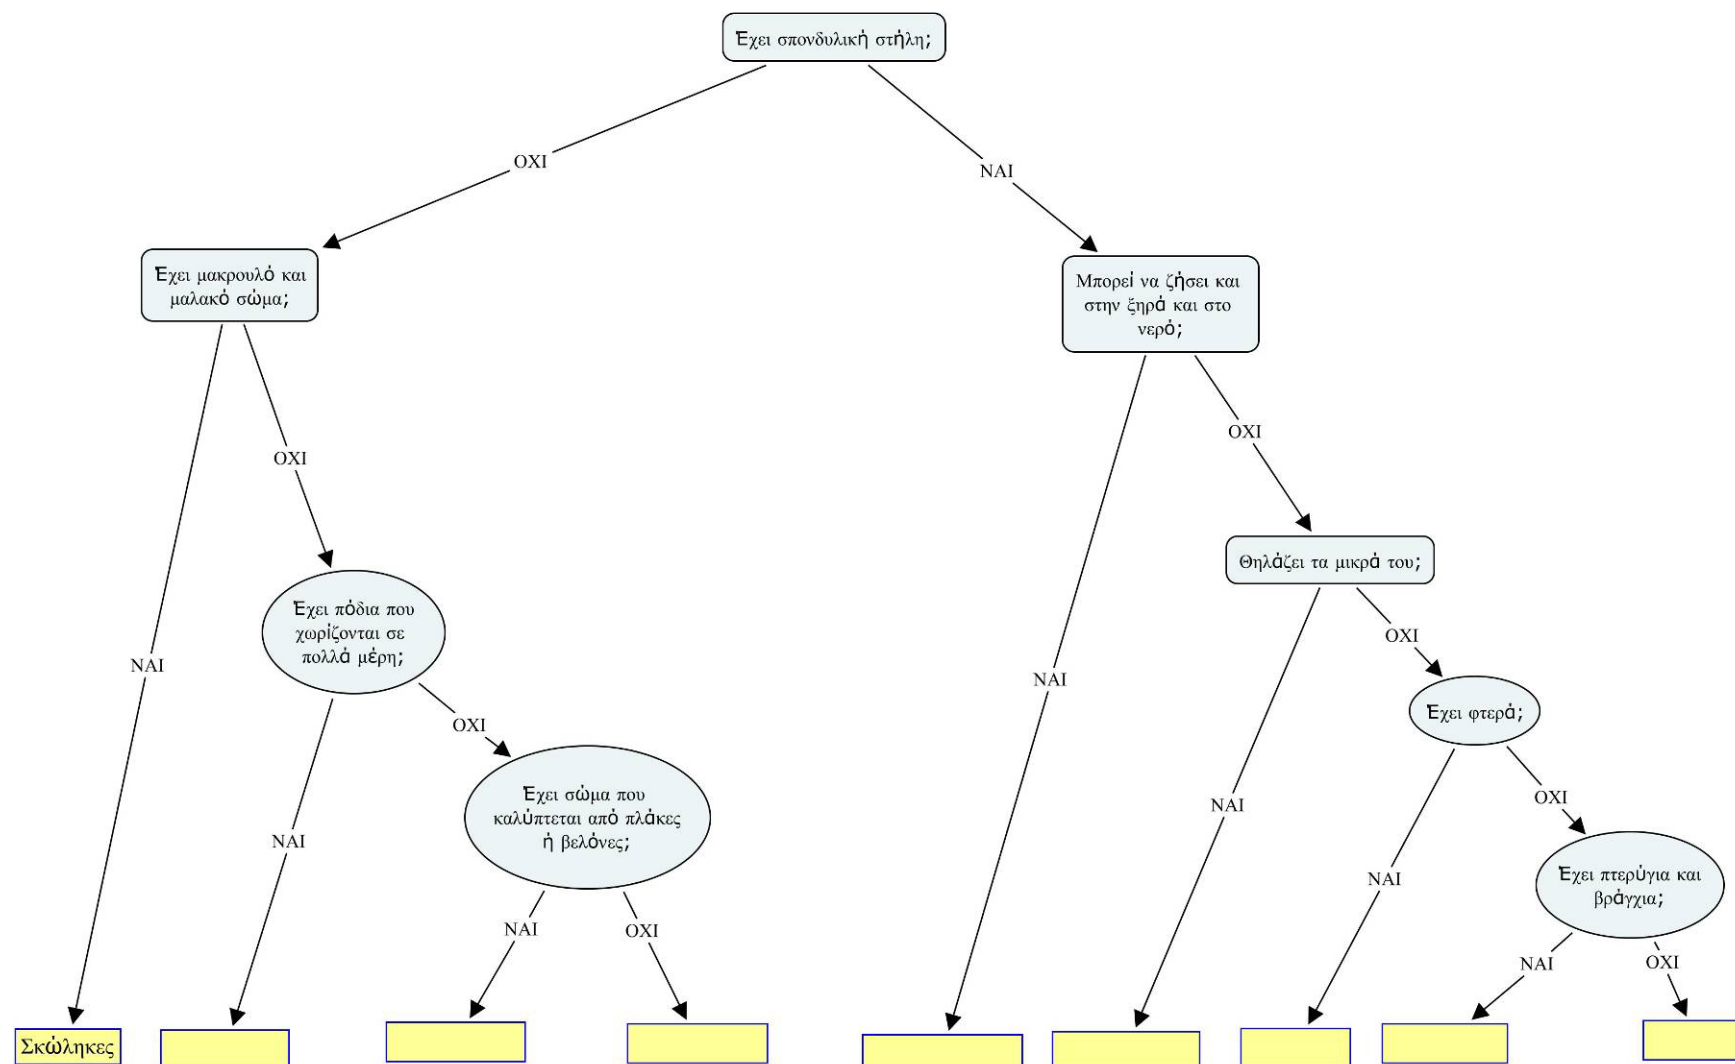 Έχει σπονδυλική στήλη;
ΟΧΙ
ΝΑΙ
Έχει μακρουλό και
μαλακό σώμα;
Μπορεί να ζήσει και
στην ξηρά και στο
νερό;
ΟΧΙ
ΟΧΙ
Θηλάζει τα μικρά του;
Έχει πόδια που
χωρίζονται σε
πολλά μέρη;
ΟΧΙ
ΝΑΙ
ΝΑΙ
Έχει φτερά;
ΟΧΙ
Έχει σώμα που
καλύπτεται από πλάκες
ή βελόνες;
ΝΑΙ
ΟΧΙ
ΝΑΙ
ΝΑΙ
Έχει πτερύγια και
βράγχια;
ΝΑΙ
ΟΧΙ
ΝΑΙ
ΟΧΙ
Σκώληκες